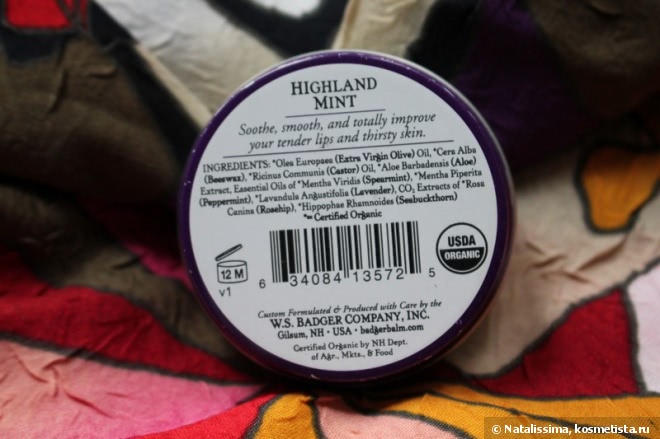 HIGHLAND
MINT
Soothe, smooth, and totally improve
your tender lips and thirsty skin.
INGREDIENTS: *Olea Europaea (Extra Virgin Olive) Oil, *Cera Alba
(Beeswax), *Ricinus Communis (Castor) Oil, *Aloe Barbadensis (Aloe)
Extract, Essential Oils of *Mentha Viridis (Spearmint), *Mentha Piperita
(Peppermint), *Lavandula Angustifolia (Lavender), CO₂ Extracts of *Rosa
Canina (Rosehip), *Hippophae Rhamnoides (Seabuckthorn)
*= Certified Organic
12 M
v1
6 34084 13572 5
USDA
ORGANIC
Custom Formulated & Produced with Care by the
W.S. BADGER COMPANY, INC.
Gilsum, NH • USA • badgerbalm.com
Certified Organic by NH Dept.
of Agr., Mkts., & Food
© Natalissima, kosmetista.ru